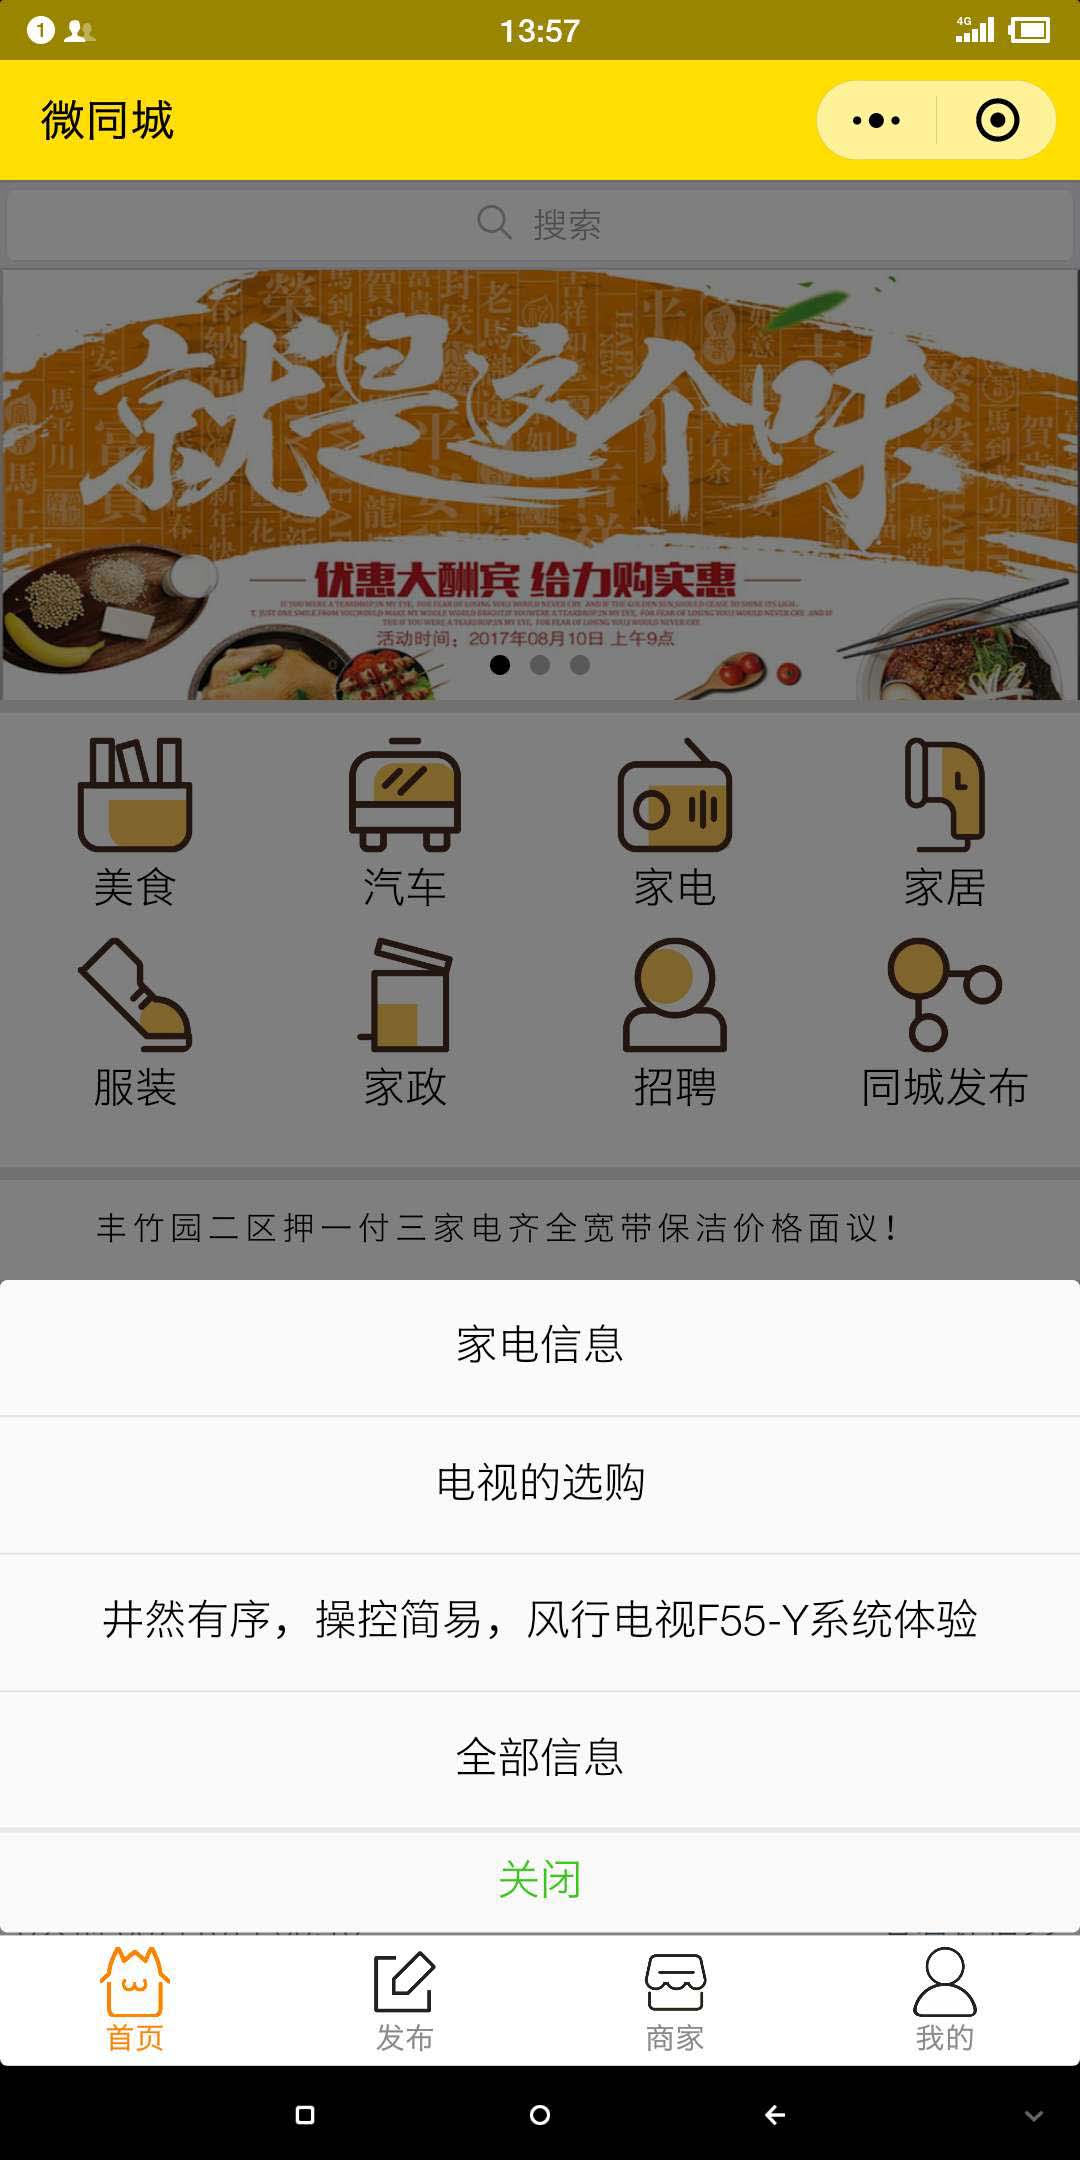 1
13:57
4G
微同城
搜索
就是这个味
优惠大酬宾 给力购实惠
活动时间：2017年08月10日 上午9点
美食
汽车
家电
家居
服装
家政
招聘
同城发布
丰竹园二区押一付三家电齐全宽带保洁价格面议！
家电信息
电视的选购
井然有序，操控简易，风行电视F55-Y系统体验
全部信息
关闭
首页
发布
商家
我的